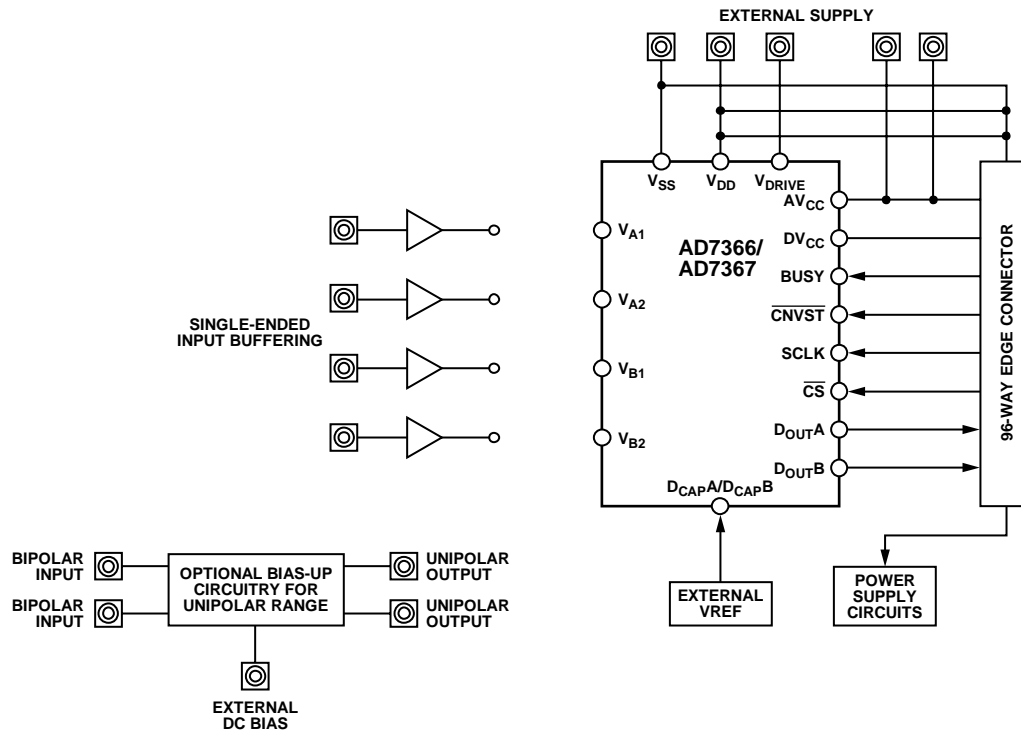 EXTERNAL SUPPLY
VSS
VDD
VDRIVE
AVCC
DVCC
BUSY
CNVST
SCLK
CS
DOUTA
DOUTB
VA1
VA2
VB1
VB2
AD7366/
AD7367
DCAPA/DCAPB
96-WAY EDGE CONNECTOR
SINGLE-ENDED
INPUT BUFFERING
BIPOLAR
INPUT
BIPOLAR
INPUT
OPTIONAL BIAS-UP
CIRCUITRY FOR
UNIPOLAR RANGE
UNIPOLAR
OUTPUT
UNIPOLAR
OUTPUT
EXTERNAL
DC BIAS
EXTERNAL
VREF
POWER
SUPPLY
CIRCUITS